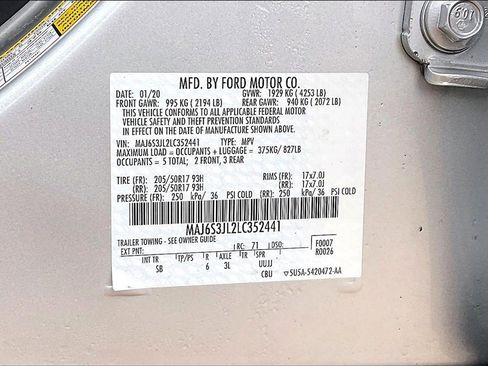 MFD. BY FORD MOTOR CO.
DATE: 01/20 GVWR: 1929 KG ( 4253 LB)
FRONT GAWR: 995 KG ( 2194 LB) REAR GAWR: 940 KG ( 2072 LB)
THIS VEHICLE CONFORMS TO ALL APPLICABLE FEDERAL MOTOR
VEHICLE SAFETY AND THEFT PREVENTION STANDARDS
IN EFFECT ON THE DATE OF MANUFACTURE SHOWN ABOVE.
VIN: MAJ6S3JL2LC352441 TYPE: MPV
MAXIMUM LOAD = OCCUPANTS + LUGGAGE = 375KG/ 827LB
OCCUPANTS = 5 TOTAL; 2 FRONT, 3 REAR
TIRE (FR): 205/50R17 93H RIMS (FR): 17x7.0J
(RR): 205/50R17 93H (RR): 17x7.0J
PRESSURE (FR): 250 kPa/ 36 PSI COLD (RR): 250 kPa/ 36 PSI COLD
MAJ6S3JL2LC352441
TRAILER TOWING - SEE OWNER GUIDE
EXT PNT: RC: 71 DSO: F0007
R0026
INT TR TP/PS R AXLE TR SPR
SB 6 3L UUJJ
CBU SU5A-5420472-AA